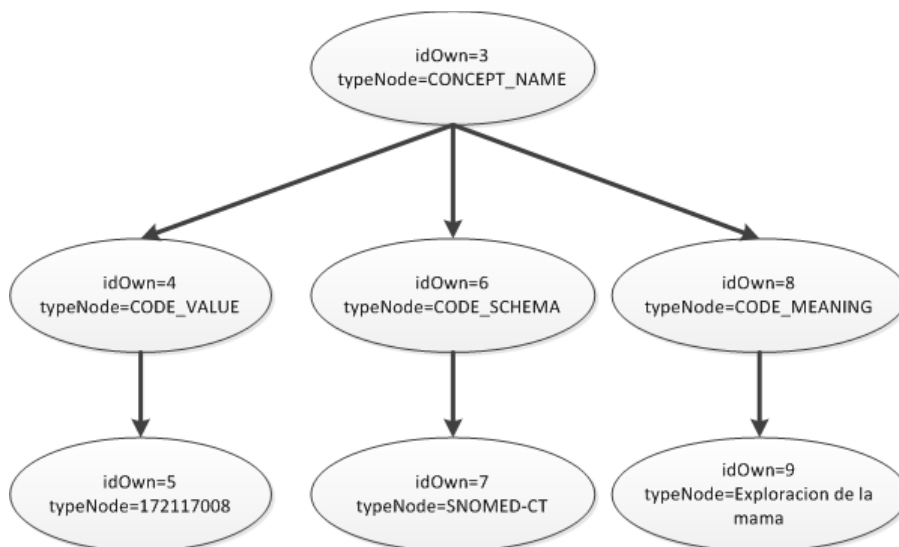 idOwn=3
typeNode=CONCEPT_NAME
idOwn=4
typeNode=CODE_VALUE
idOwn=6
typeNode=CODE_SCHEMA
idOwn=8
typeNode=CODE_MEANING
idOwn=5
typeNode=172117008
idOwn=7
typeNode=SNOMED-CT
idOwn=9
typeNode=Exploracion de la
mama